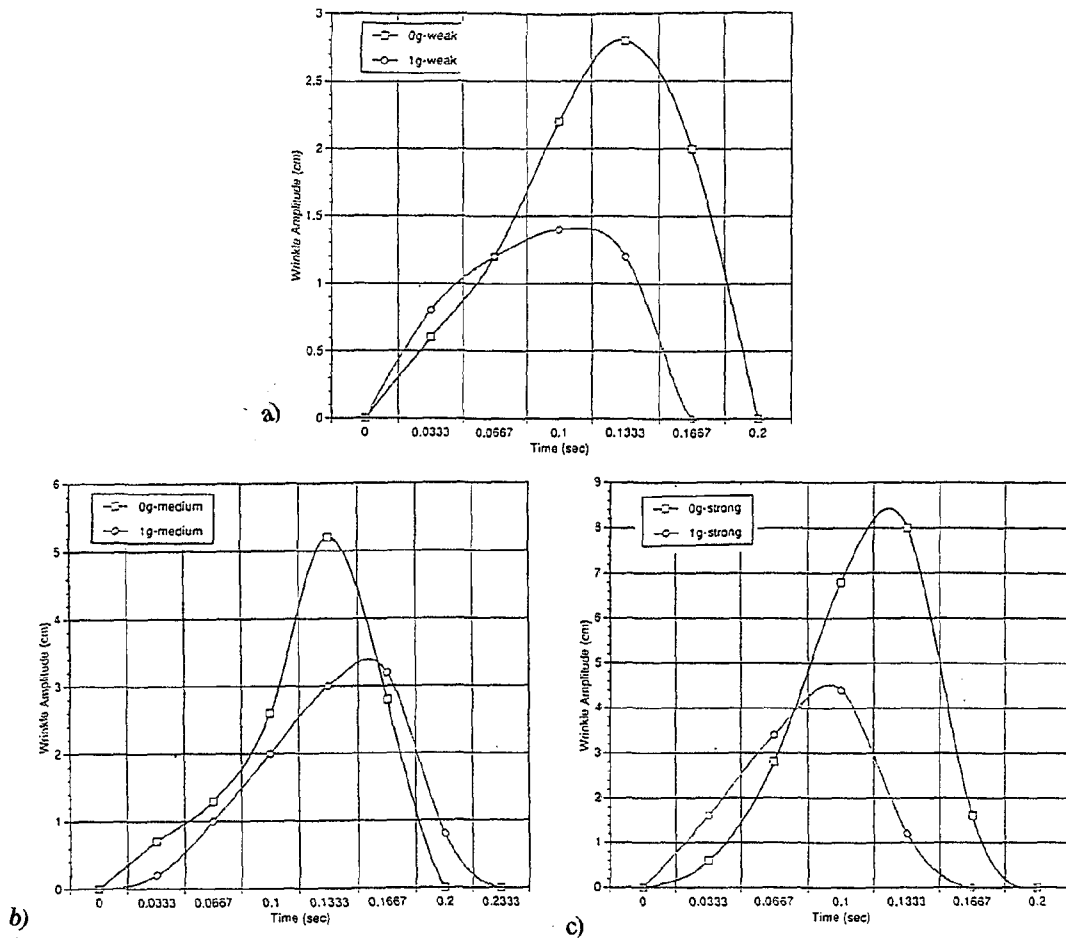 3
2.5
2
1.5
1
0.5
0
Wrinkle Amplitude (cm)
0g-weak
1g-weak
0 0.0333 0.0667 0.1 0.1333 0.1667 0.2
Time (sec)
a)
6
5
4
3
2
1
0
Wrinkle Amplitude (cm)
0g-medium
1g-medium
0 0.0333 0.0667 0.1 0.1333 0.1667 0.2 0.2333
Time (sec)
b)
9
8
7
6
5
4
3
2
1
0
Wrinkle Amplitude (cm)
0g-strong
1g-strong
0 0.0333 0.0667 0.1 0.1333 0.1667 0.2
Time (sec)
c)